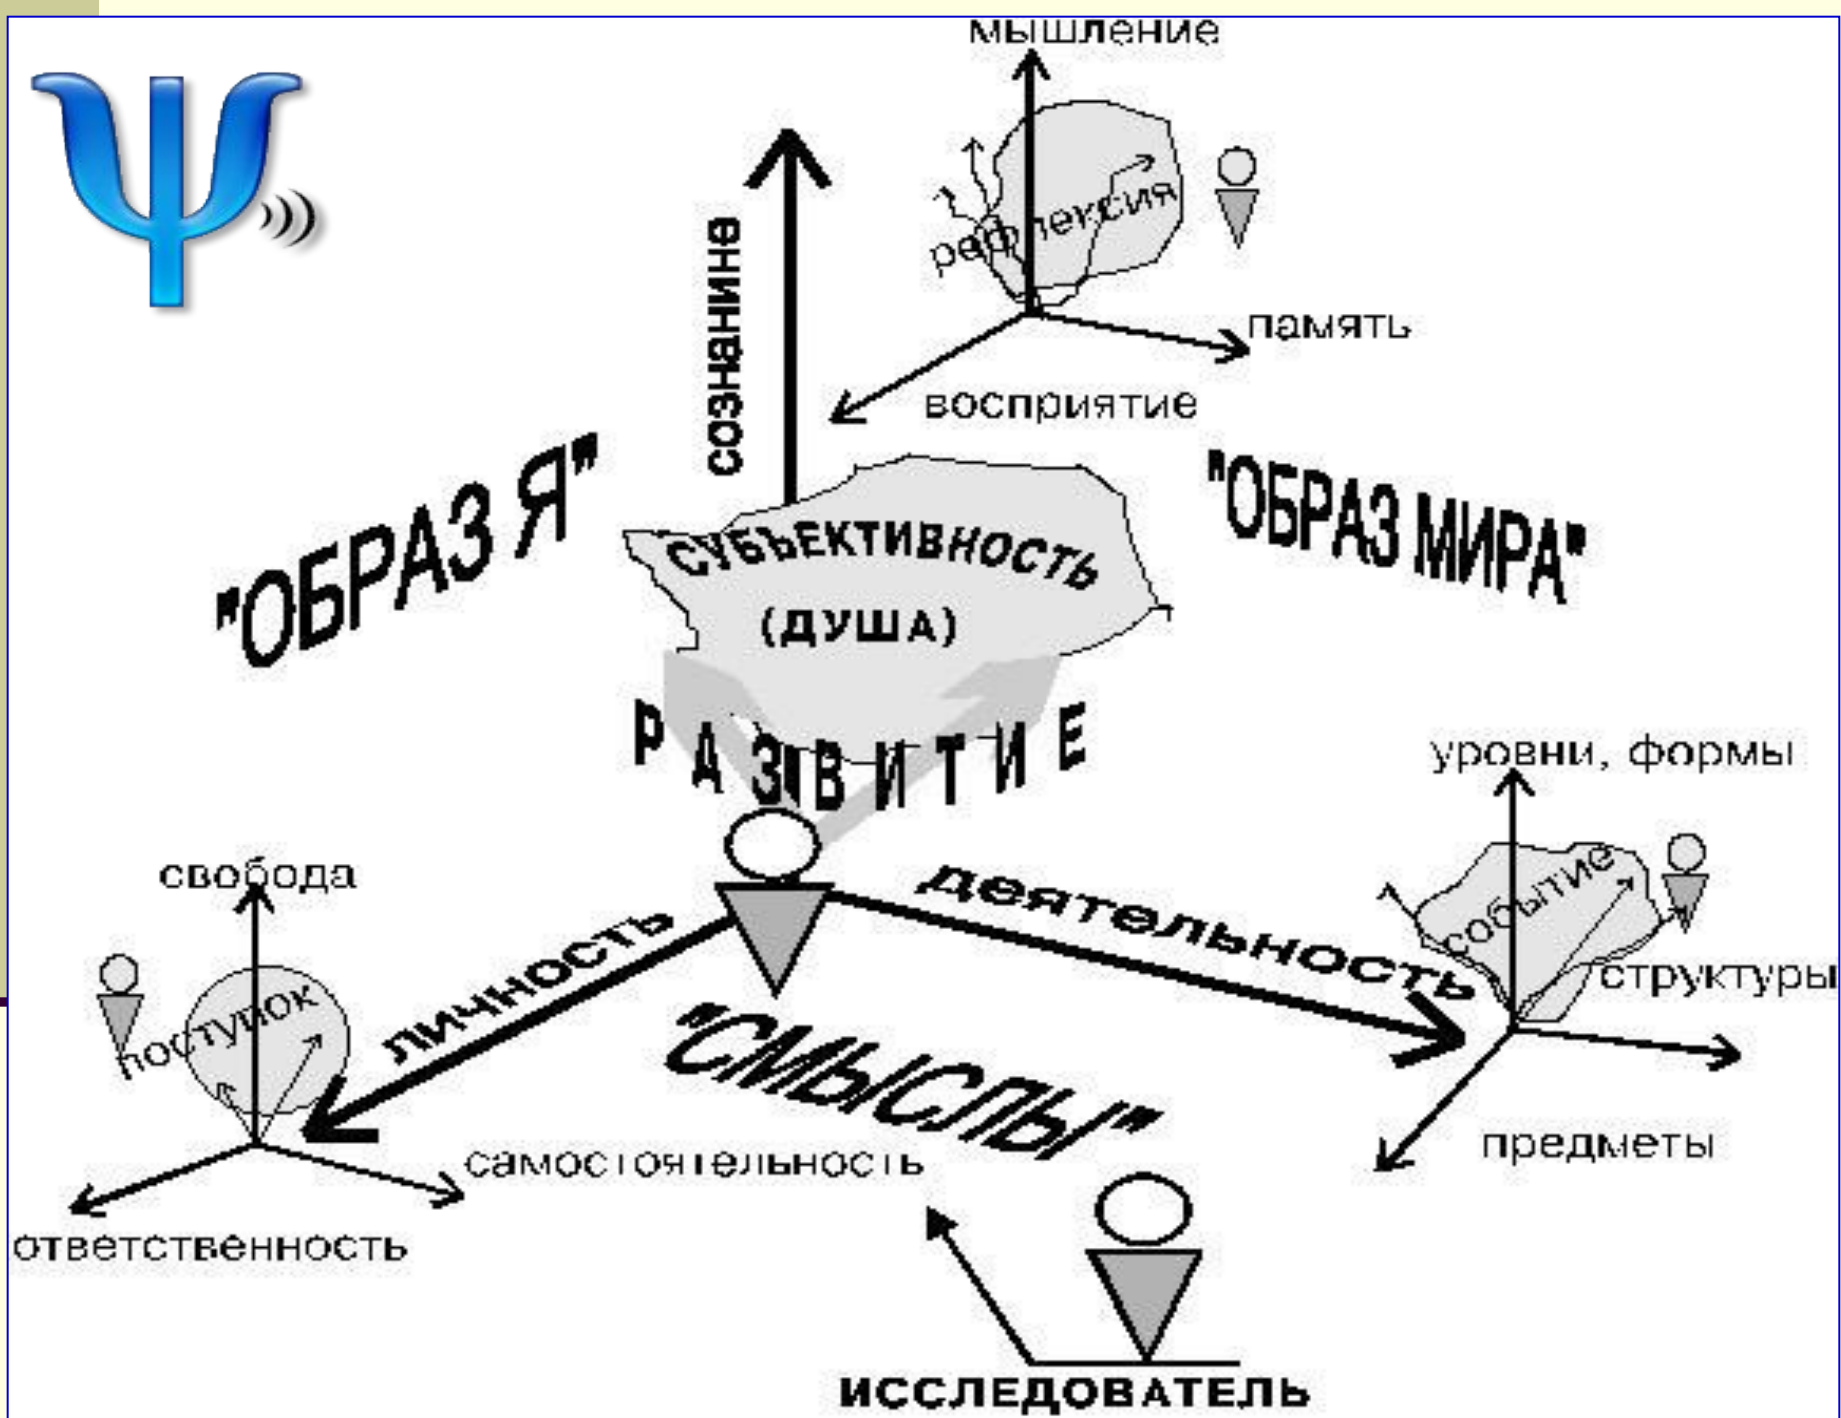 мышление
рефлексия
память
восприятие
сознанине
"ОБРАЗ Я"
"ОБРАЗ МИРА"
СУБЪЕКТИВНОСТЬ
(ДУША)
РАЗВИТИЕ
уровни, формы
событие
структуры
предметы
деятельность
личность
свобода
поступок
самостоятельность
ответственность
"СМЫСЛЫ"
ИССЛЕДОВАТЕЛЬ